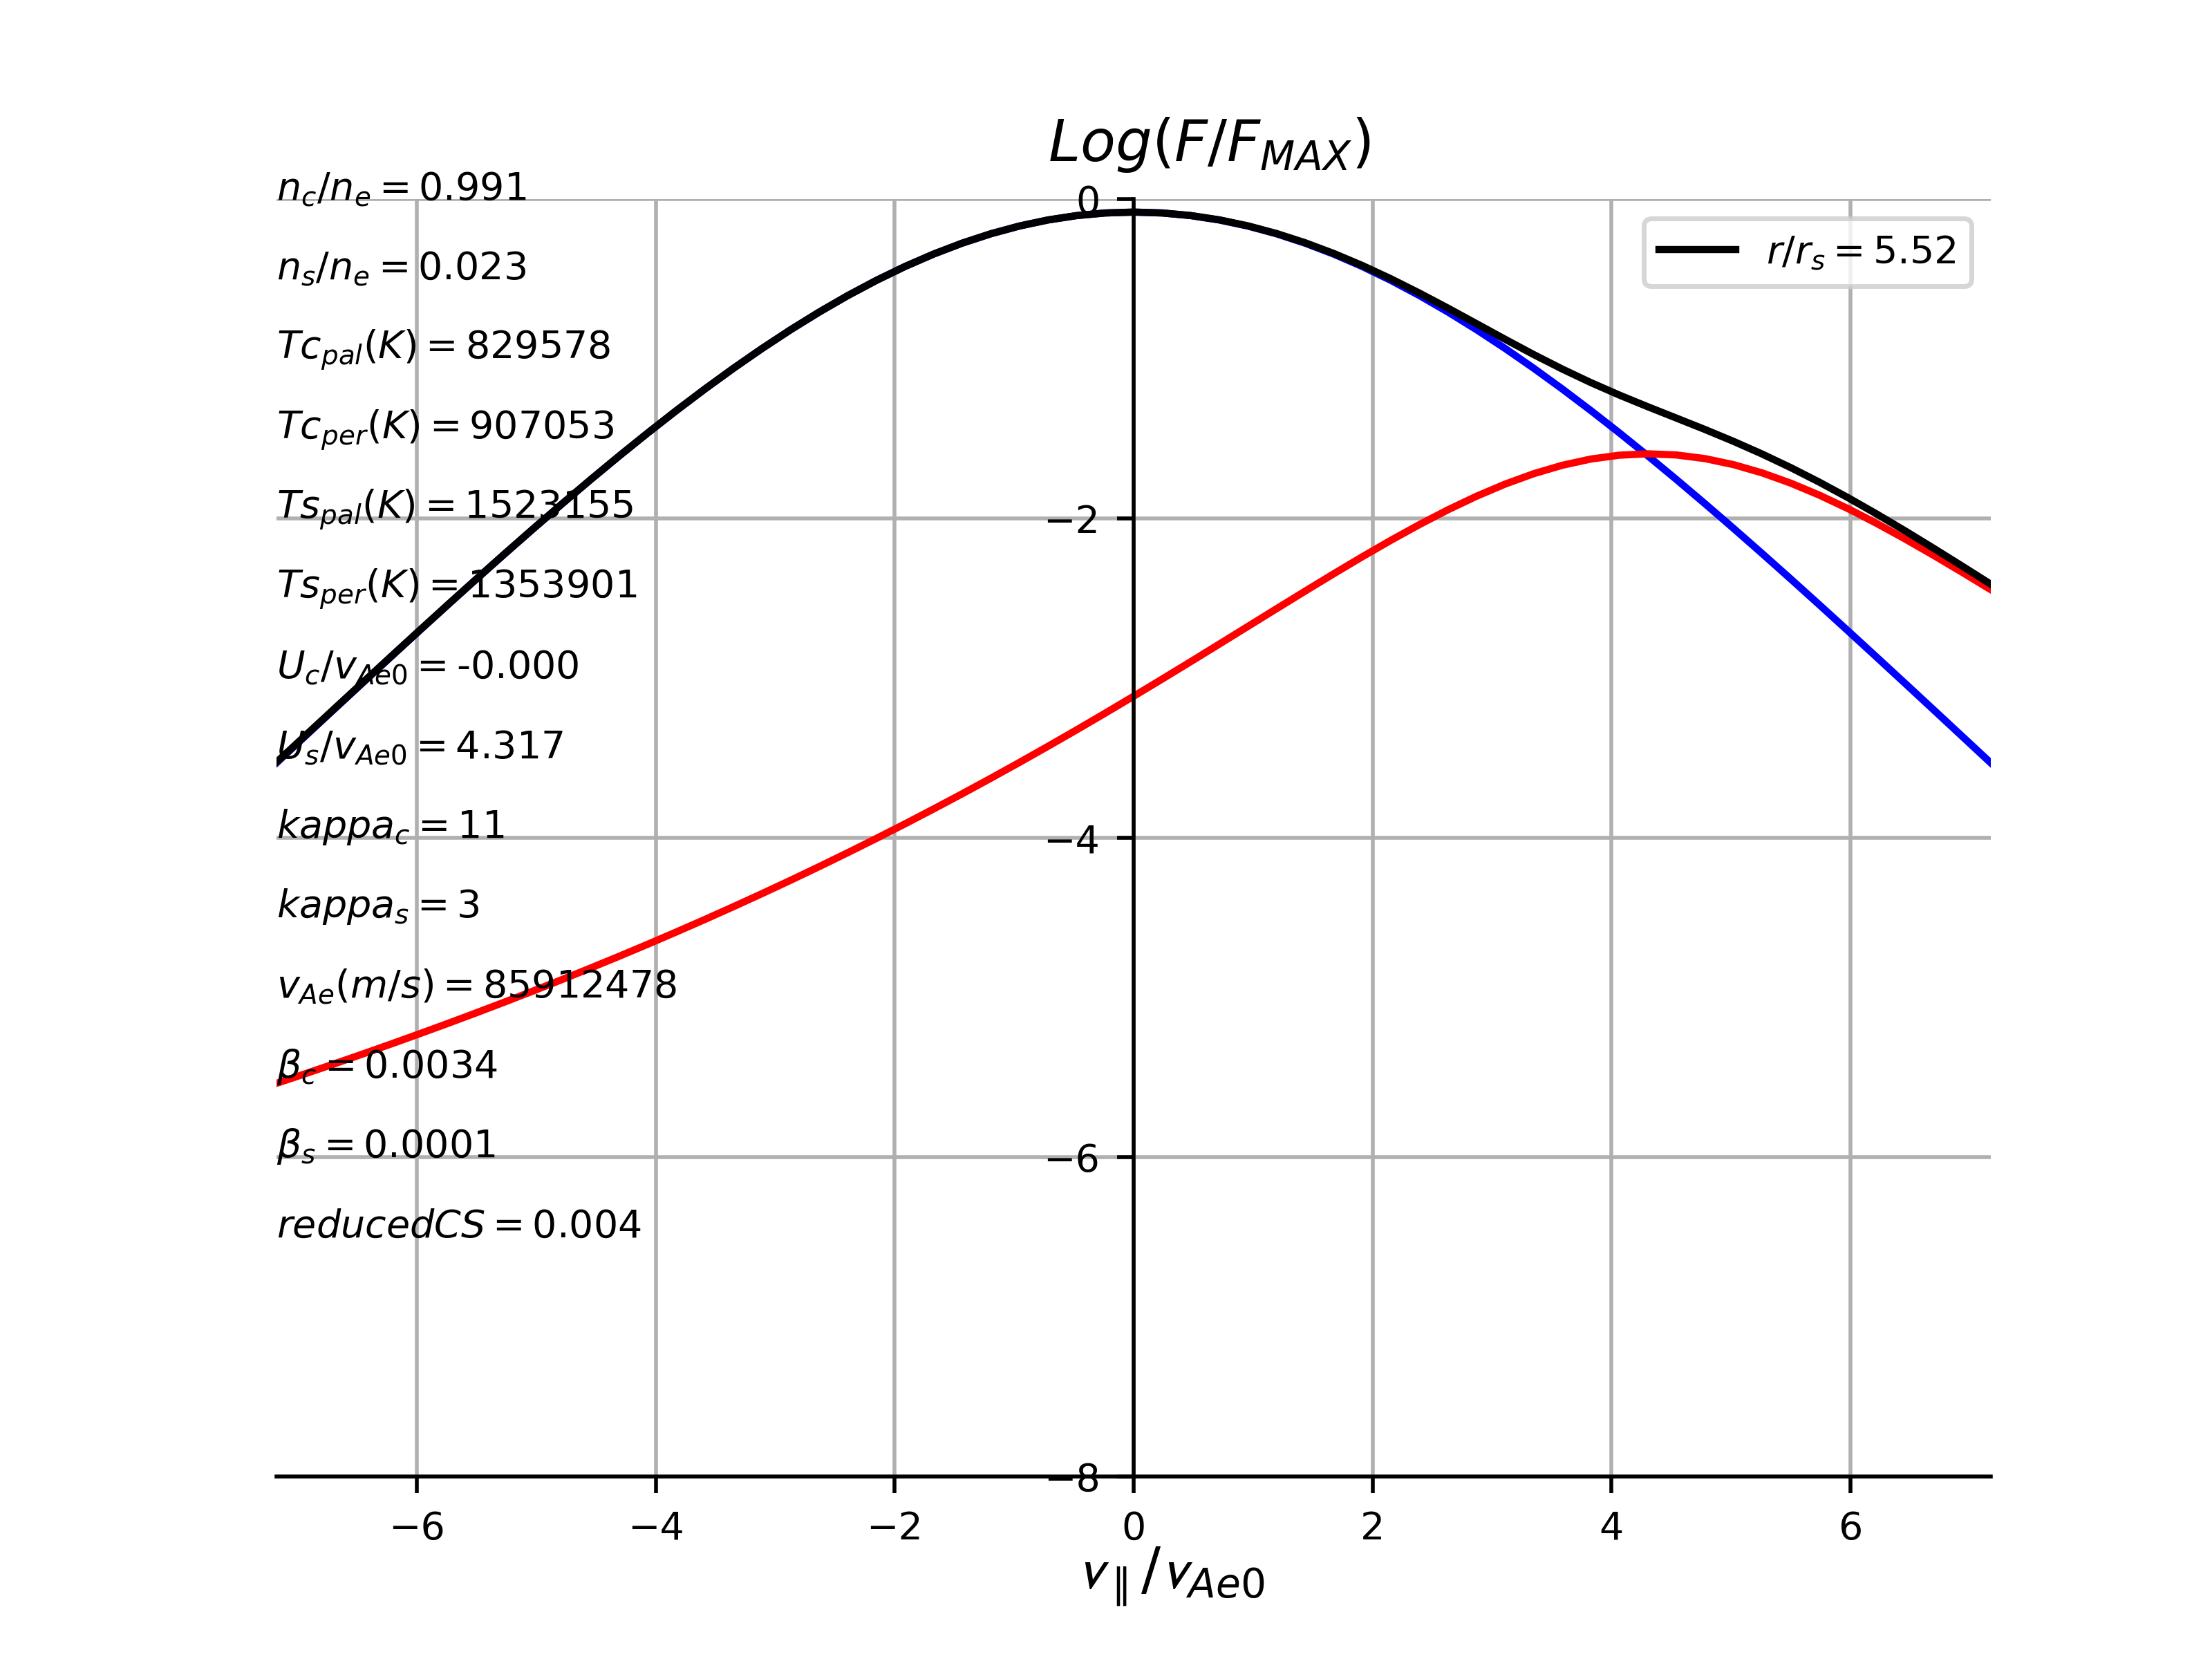 Log(F/F_MAX)
n_c/n_e = 0.991
n_s/n_e = 0.023
Tc_pal(K) = 829578
Tc_per(K) = 907053
Ts_pal(K) = 1523155
Ts_per(K) = 1353901
U_c/v_Ae0 = -0.000
U_s/v_Ae0 = 4.317
kappa_c = 11
kappa_s = 3
v_Ae(m/s) = 85912478
β_c = 0.0034
β_s = 0.0001
reducedCS = 0.004
r/r_s = 5.52
0
−2
−4
−6
−8
−6 −4 −2 0 2 4 6
v_∥/v_Ae0